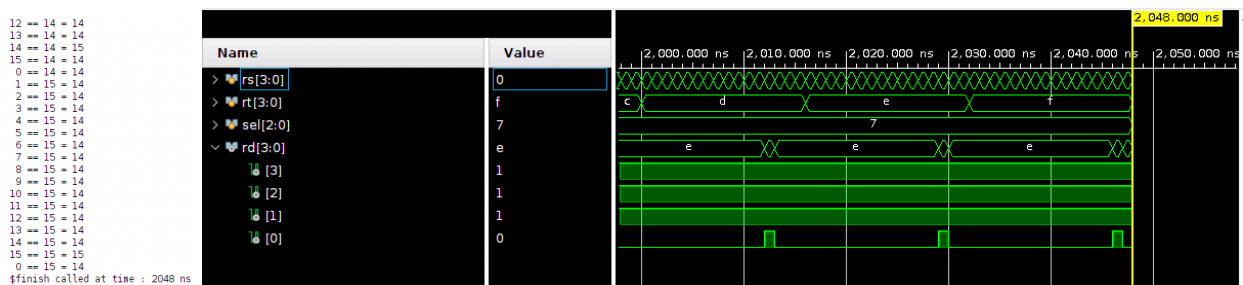 12 == 14 = 14
13 == 14 = 14
14 == 14 = 15
15 == 14 = 14
0 == 14 = 14
1 == 15 = 14
2 == 15 = 14
3 == 15 = 14
4 == 15 = 14
5 == 15 = 14
6 == 15 = 14
7 == 15 = 14
8 == 15 = 14
9 == 15 = 14
10 == 15 = 14
11 == 15 = 14
12 == 15 = 14
13 == 15 = 14
14 == 15 = 14
15 == 15 = 15
0 == 15 = 14
$finish called at time : 2048 ns
2,048.000 ns
Name Value
2,000.000 ns 2,010.000 ns 2,020.000 ns 2,030.000 ns 2,040.000 ns 2,050.000 ns
rs[3:0] 0
rt[3:0] f c d e f
sel[2:0] 7 7
rd[3:0] e e e e
[3] 1
[2] 1
[1] 1
[0] 0